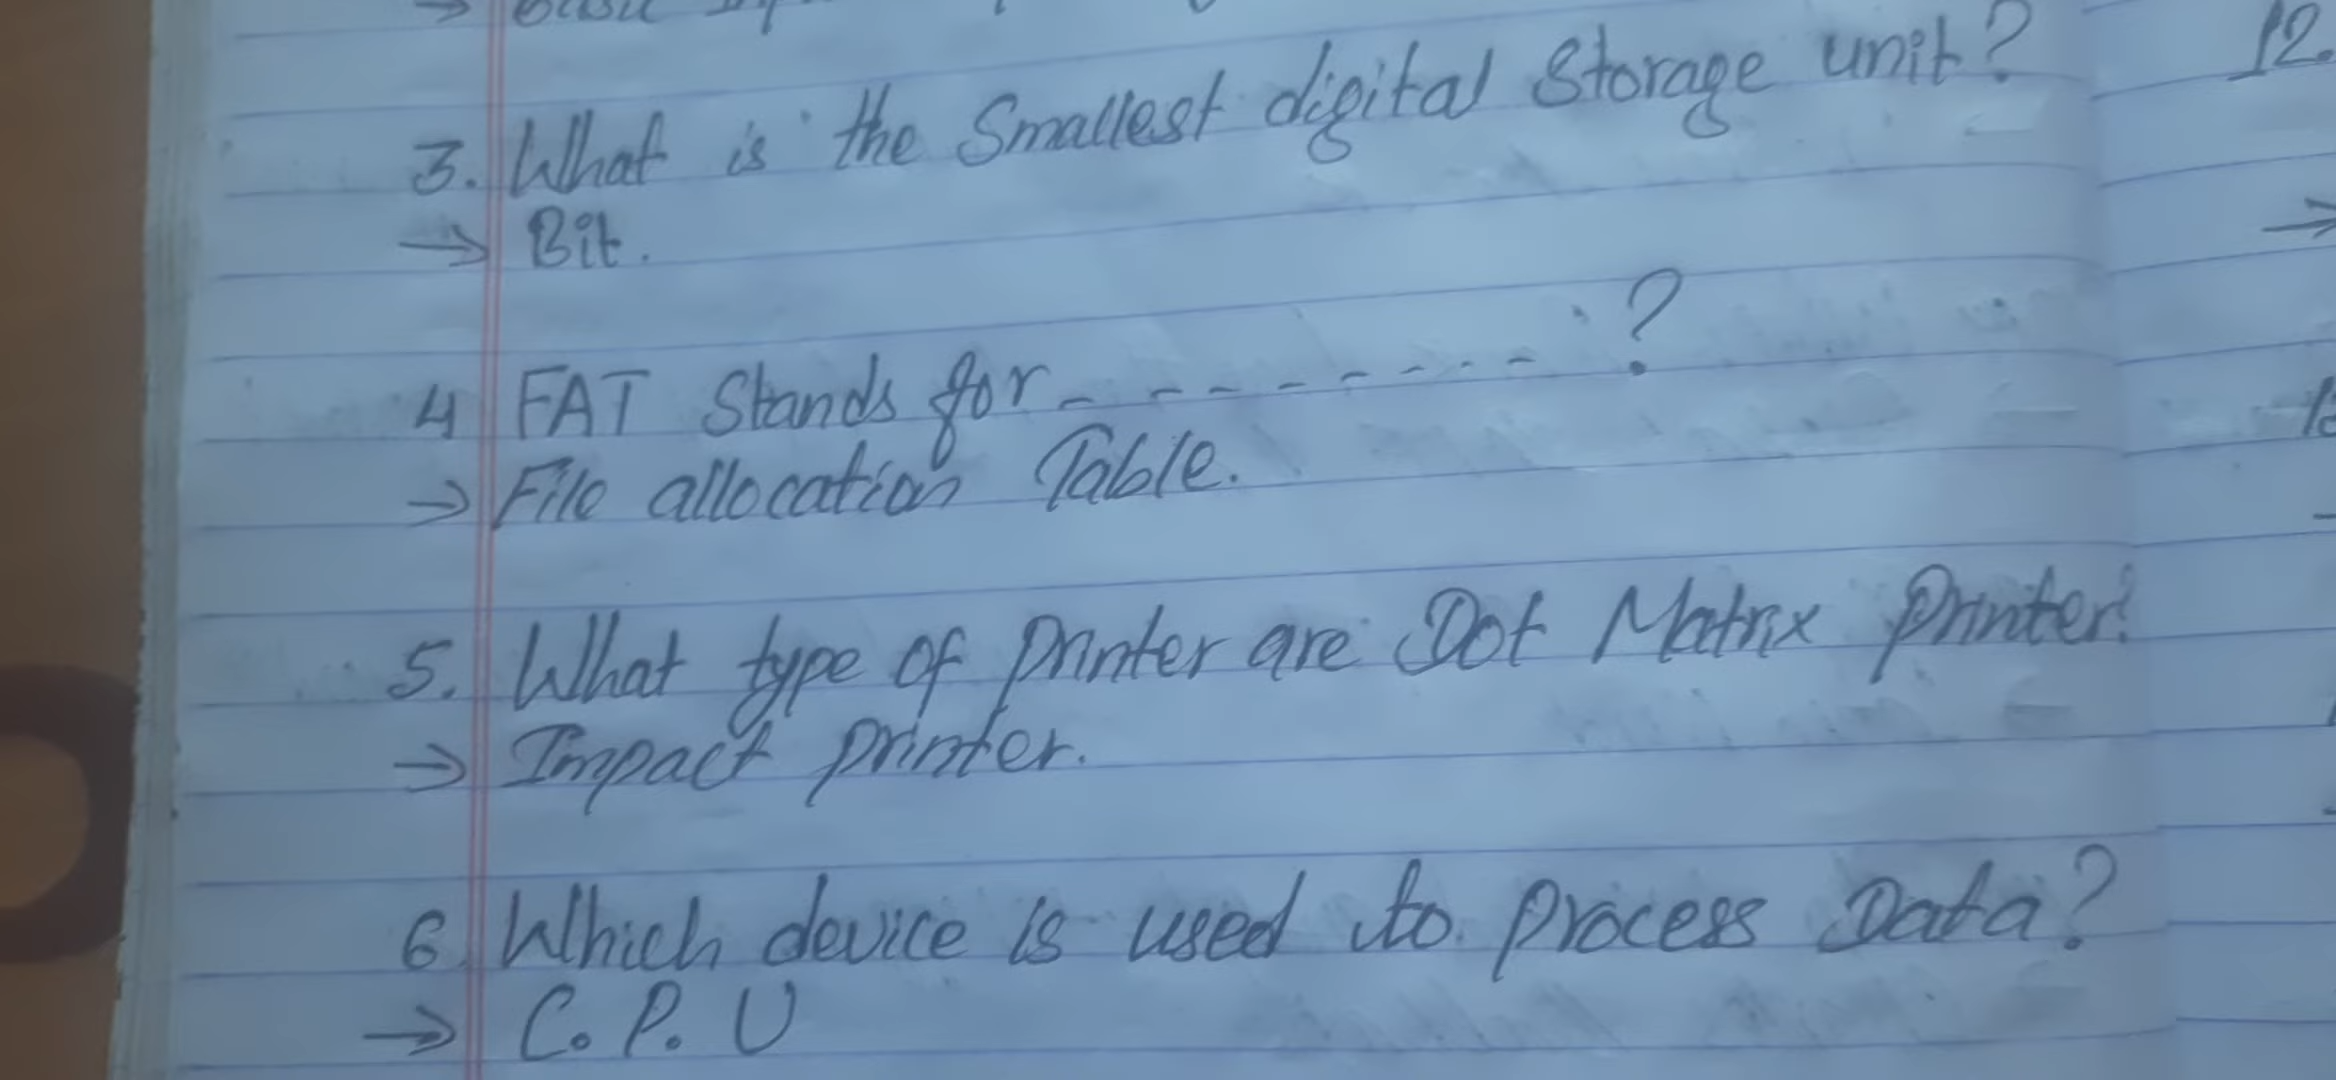 3. What is the Smallest digital Storage unit?
→ Bit.
4 FAT Stands for - - - - - - - - - ?
→ File allocation Table.
5. What type of printer are Dot Matrix Printer?
→ Impact printer.
6. Which device is used to process Data?
→ C. P. U
12.